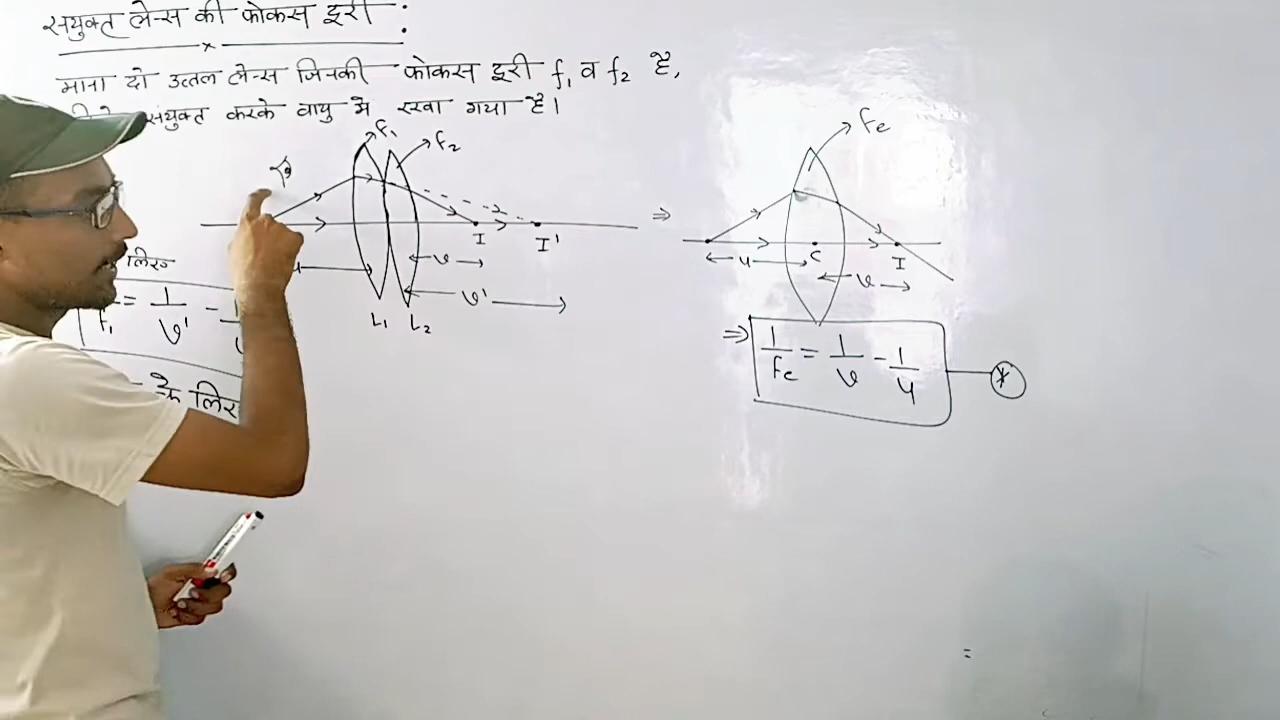 संयुक्त लेन्स की फोकस दूरी :
माना दो उत्तल लेन्स जिनकी फोकस दूरी f₁ व f₂ है,
संयुक्त करके वायु मे रखा गया है।
f₁
f₂
I I'
u
v
v'
L₁ L₂
⇒
fe
u C I
v
⇒ 1/fe = 1/v - 1/u
*
लिए
f₁ = 1/v' -
के लिए
=